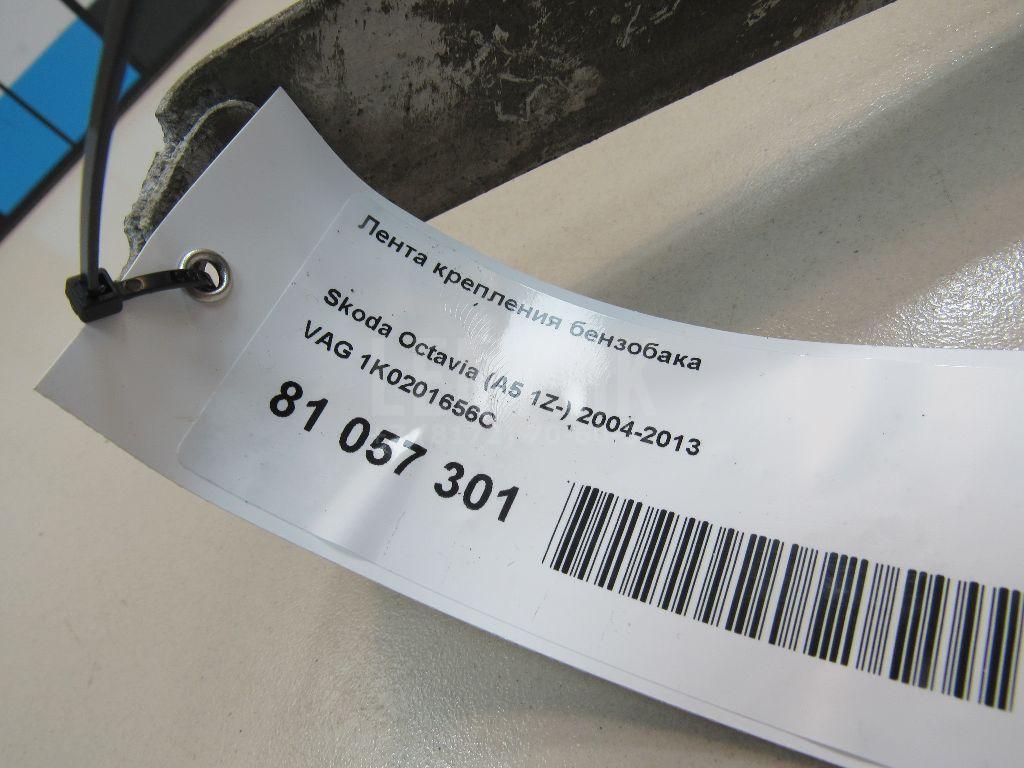 Лента крепления бензобака
Skoda Octavia (A5 1Z-) 2004-2013
VAG 1K0201656C
81 057 301